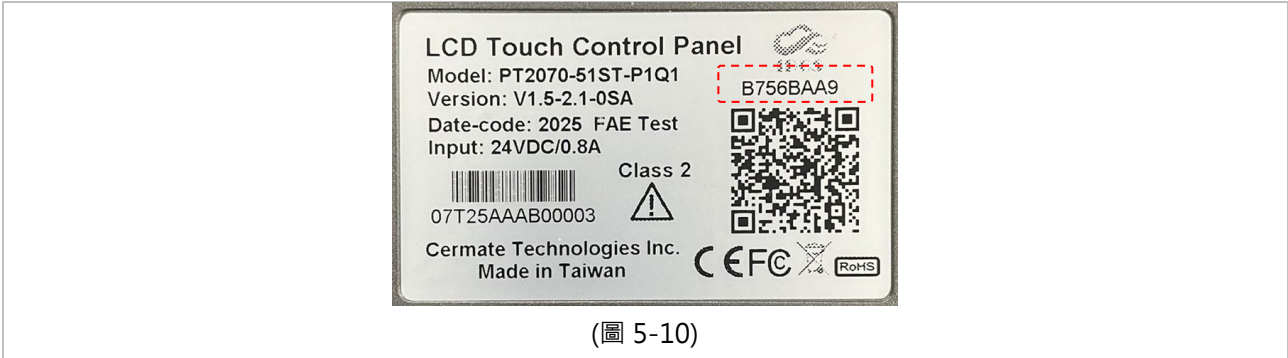 LCD Touch Control Panel
Model: PT2070-51ST-P1Q1
Version: V1.5-2.1-0SA
Date-code: 2025 FAE Test
Input: 24VDC/0.8A
B756BAA9
Class 2
07T25AAAB00003
Cermate Technologies Inc.
Made in Taiwan
CE FC RoHS
(圖 5-10)